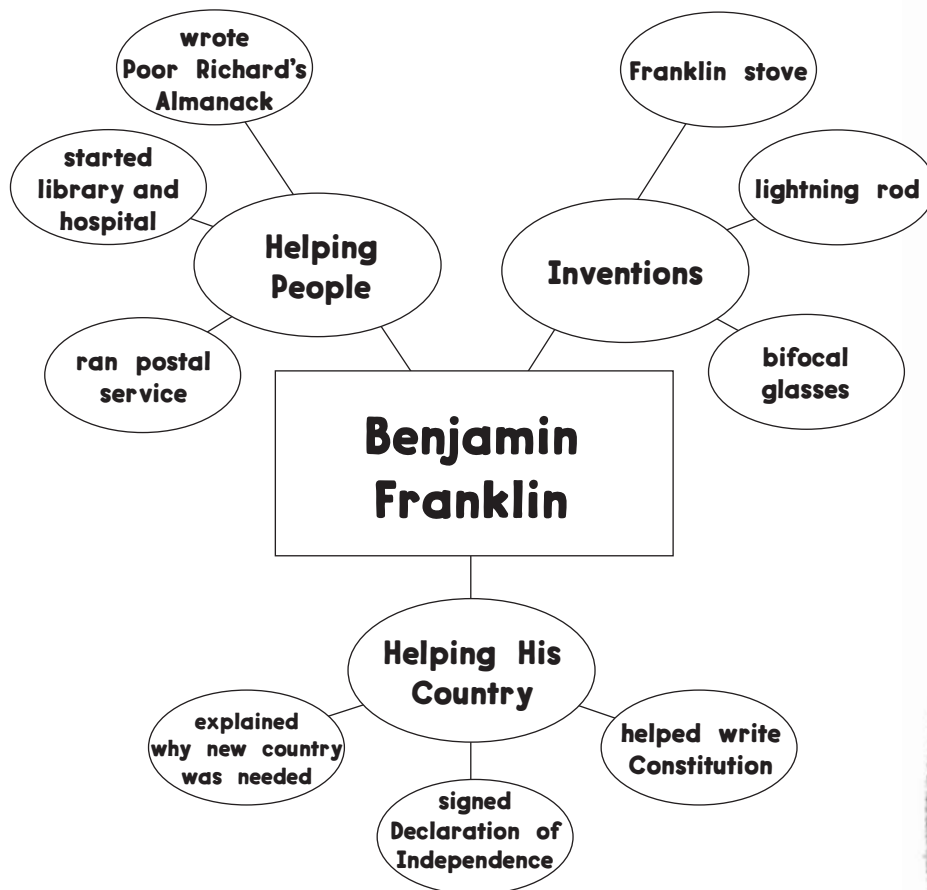 wrote
Poor Richard's
Almanack
started
library and
hospital
Helping
People
ran postal
service
Franklin stove
lightning rod
Inventions
bifocal
glasses
Benjamin
Franklin
Helping His
Country
explained
why new country
was needed
signed
Declaration of
Independence
helped write
Constitution